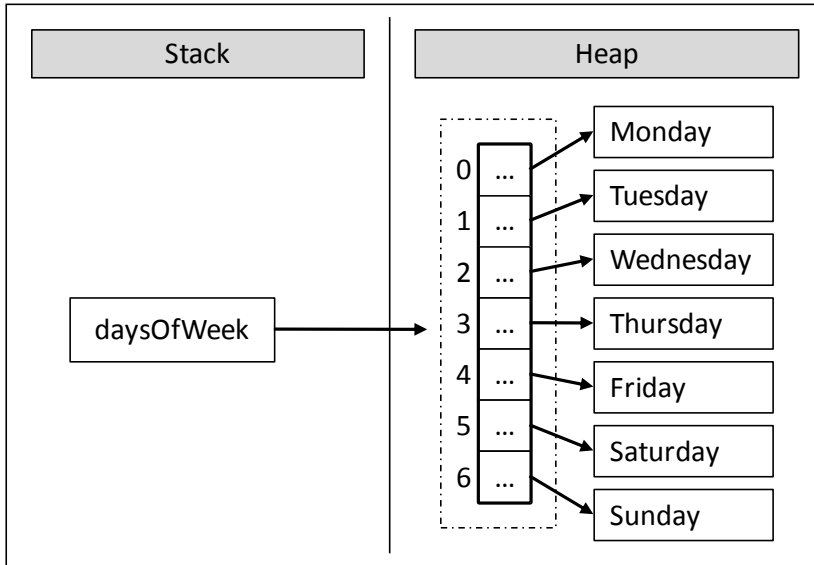 Stack
Heap
daysOfWeek
0 ... Monday
1 ... Tuesday
2 ... Wednesday
3 ... Thursday
4 ... Friday
5 ... Saturday
6 ... Sunday